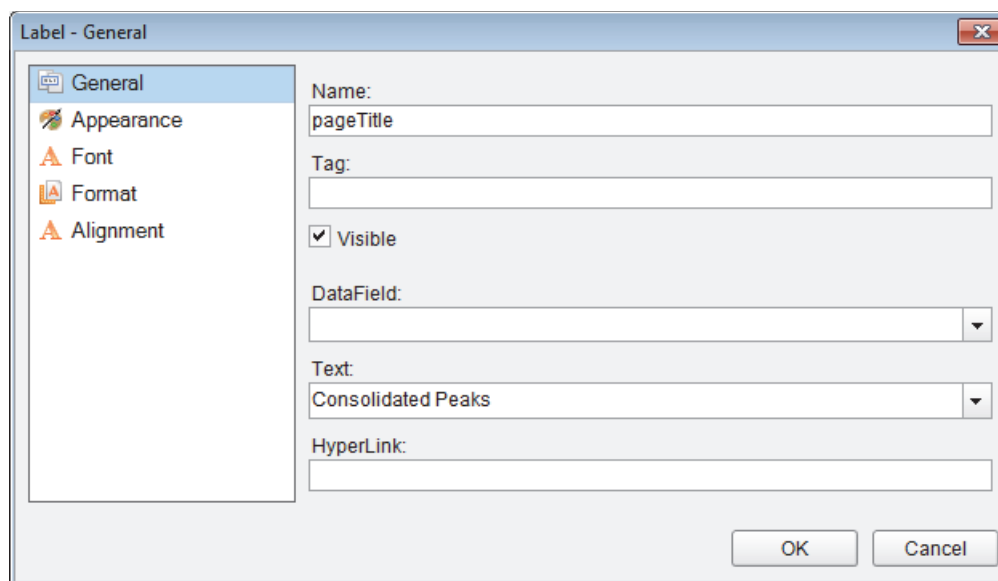 Label - General
General
Appearance
Font
Format
Alignment
Name:
pageTitle
Tag:
Visible
DataField:
Text:
Consolidated Peaks
HyperLink:
OK
Cancel